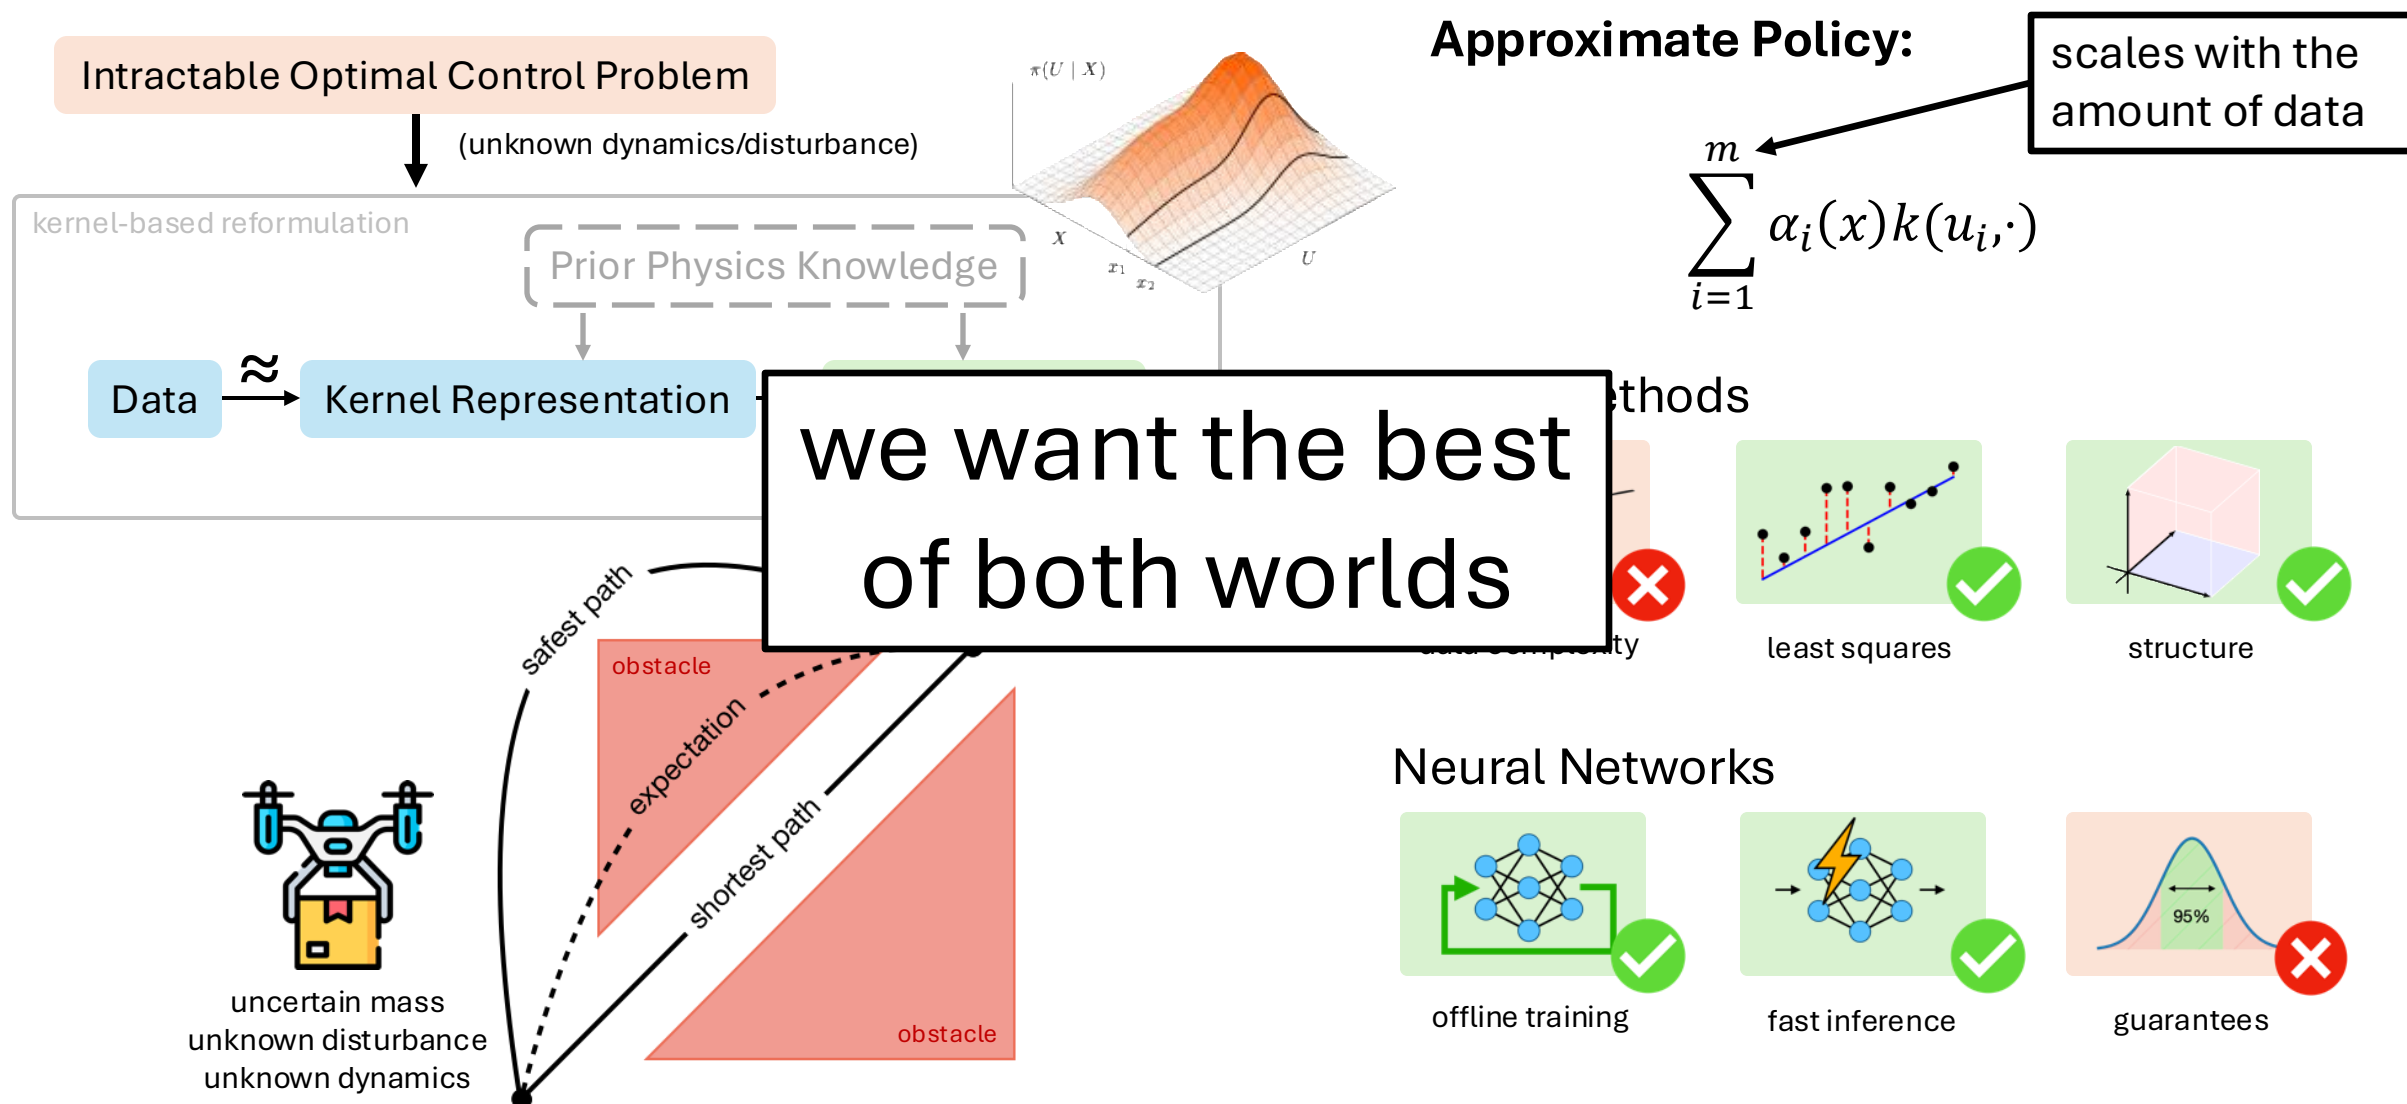 Intractable Optimal Control Problem
(unknown dynamics/disturbance)
kernel-based reformulation
Prior Physics Knowledge
Data
≈
Kernel Representation
π(U | X)
X
x₁
x₂
U
Approximate Policy:
scales with the
amount of data
m
∑ αᵢ(x)k(uᵢ,·)
i=1
we want the best
of both worlds
least squares
structure
safest path
obstacle
expectation
shortest path
obstacle
uncertain mass
unknown disturbance
unknown dynamics
Neural Networks
95%
offline training
fast inference
guarantees